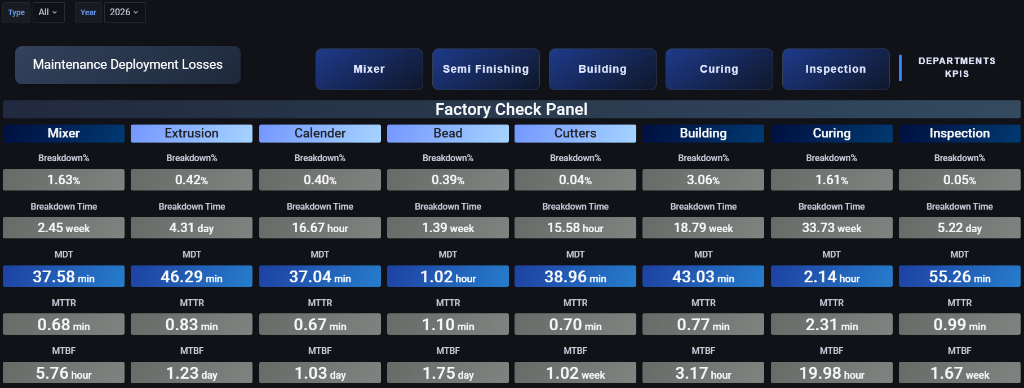 Type All Year 2026
Maintenance Deployment Losses Mixer Semi Finishing Building Curing Inspection DEPARTMENTS
KPIS
Factory Check Panel
Mixer Extrusion Calender Bead Cutters Building Curing Inspection
Breakdown% Breakdown% Breakdown% Breakdown% Breakdown% Breakdown% Breakdown% Breakdown%
1.63% 0.42% 0.40% 0.39% 0.04% 3.06% 1.61% 0.05%
Breakdown Time Breakdown Time Breakdown Time Breakdown Time Breakdown Time Breakdown Time Breakdown Time Breakdown Time
2.45 week 4.31 day 16.67 hour 1.39 week 15.58 hour 18.79 week 33.73 week 5.22 day
MDT MDT MDT MDT MDT MDT MDT MDT
37.58 min 46.29 min 37.04 min 1.02 hour 38.96 min 43.03 min 2.14 hour 55.26 min
MTTR MTTR MTTR MTTR MTTR MTTR MTTR MTTR
0.68 min 0.83 min 0.67 min 1.10 min 0.70 min 0.77 min 2.31 min 0.99 min
MTBF MTBF MTBF MTBF MTBF MTBF MTBF MTBF
5.76 hour 1.23 day 1.03 day 1.75 day 1.02 week 3.17 hour 19.98 hour 1.67 week